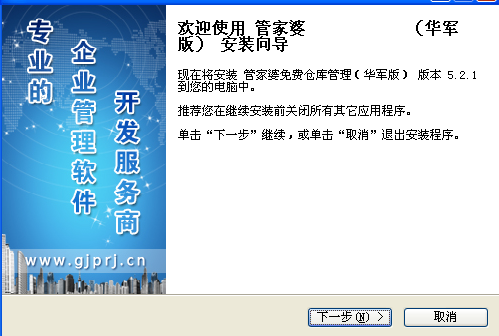 专业的
企业管理软件
开发服务商
www.gjprj.cn
欢迎使用 管家婆 （华军
版） 安装向导
现在将安装 管家婆免费仓库管理（华军版） 版本 5.2.1
到您的电脑中。
推荐您在继续安装前关闭所有其它应用程序。
单击“下一步”继续，或单击“取消”退出安装程序。
下一步(N) >
取消